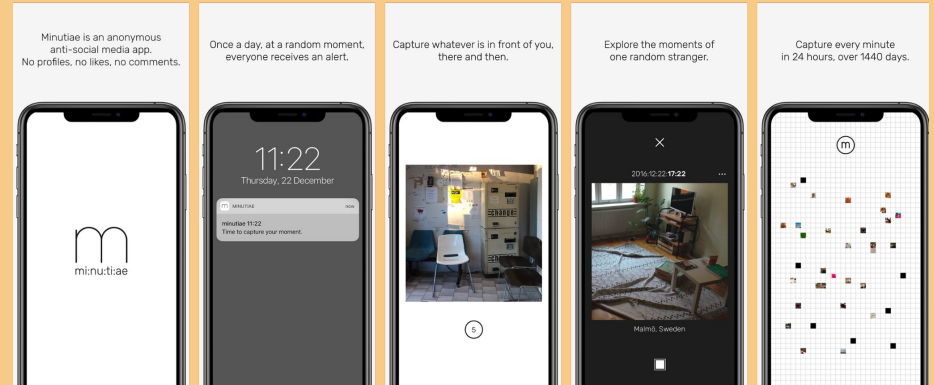 Minutiae is an anonymous
anti-social media app.
No profiles, no likes, no comments.
mi:nu:ti:ae
Once a day, at a random moment,
everyone receives an alert.
11:22
Thursday, 22 December
m MINUTIAE NOW
minutiae 11:22
Time to capture your moment.
Capture whatever is in front of you,
there and then.
CHANGE
5
Explore the moments of
one random stranger.
2016:12:22:17:22
Malmö, Sweden
Capture every minute
in 24 hours, over 1440 days.
m